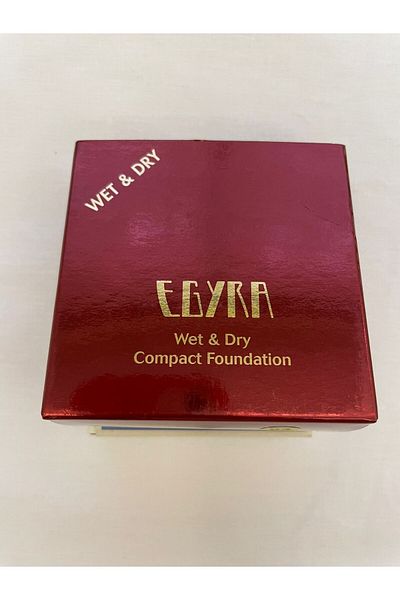 WET & DRY
EGYRA
Wet & Dry
Compact Foundation